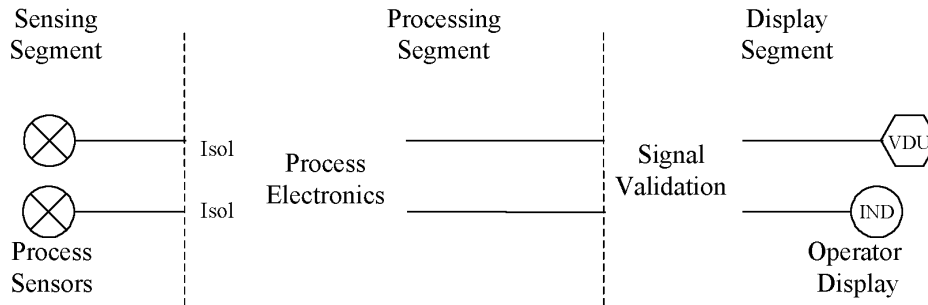 Sensing
Segment
Processing
Segment
Display
Segment
Isol
Process
Electronics
Signal
Validation
VDU
Isol
IND
Process
Sensors
Operator
Display